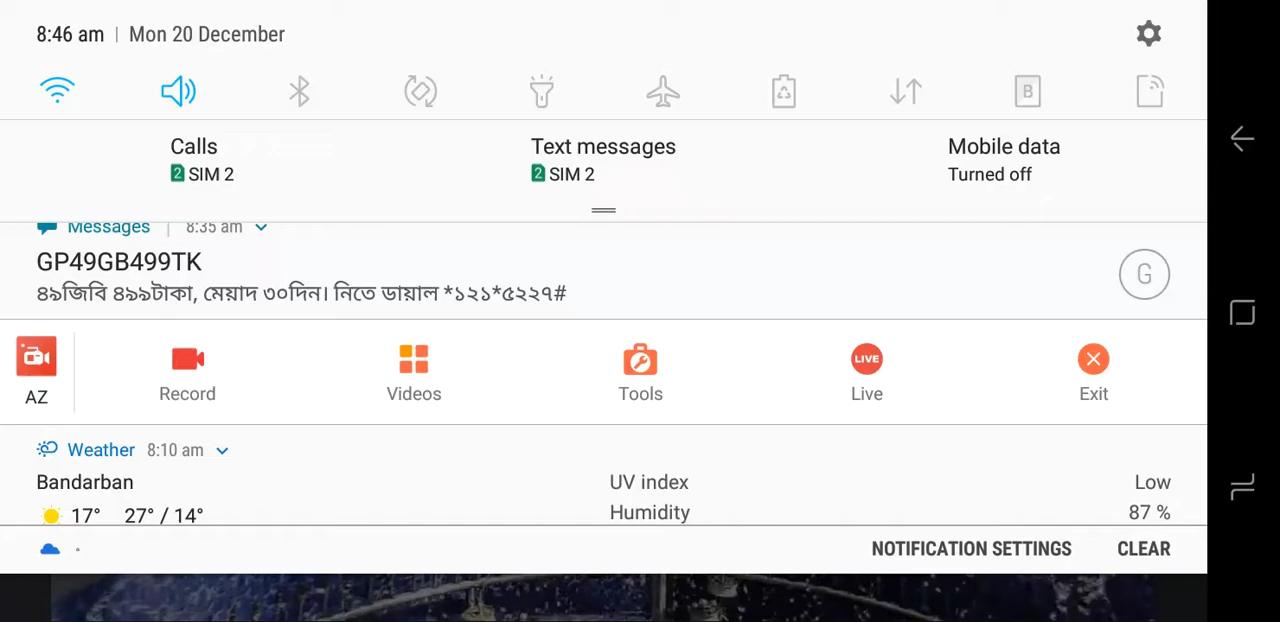 8:46 am | Mon 20 December
B
Calls
2 SIM 2
Text messages
2 SIM 2
Mobile data
Turned off
Messages | 8:35 am
GP49GB499TK
৪৯জিবি ৪৯৯টাকা, মেয়াদ ৩০দিন। নিতে ডায়াল *১২১*৫২২৭#
G
AZ
Record
Videos
Tools
LIVE
Live
Exit
Weather 8:10 am
Bandarban
17° 27° / 14°
UV index Low
Humidity 87 %
NOTIFICATION SETTINGS CLEAR